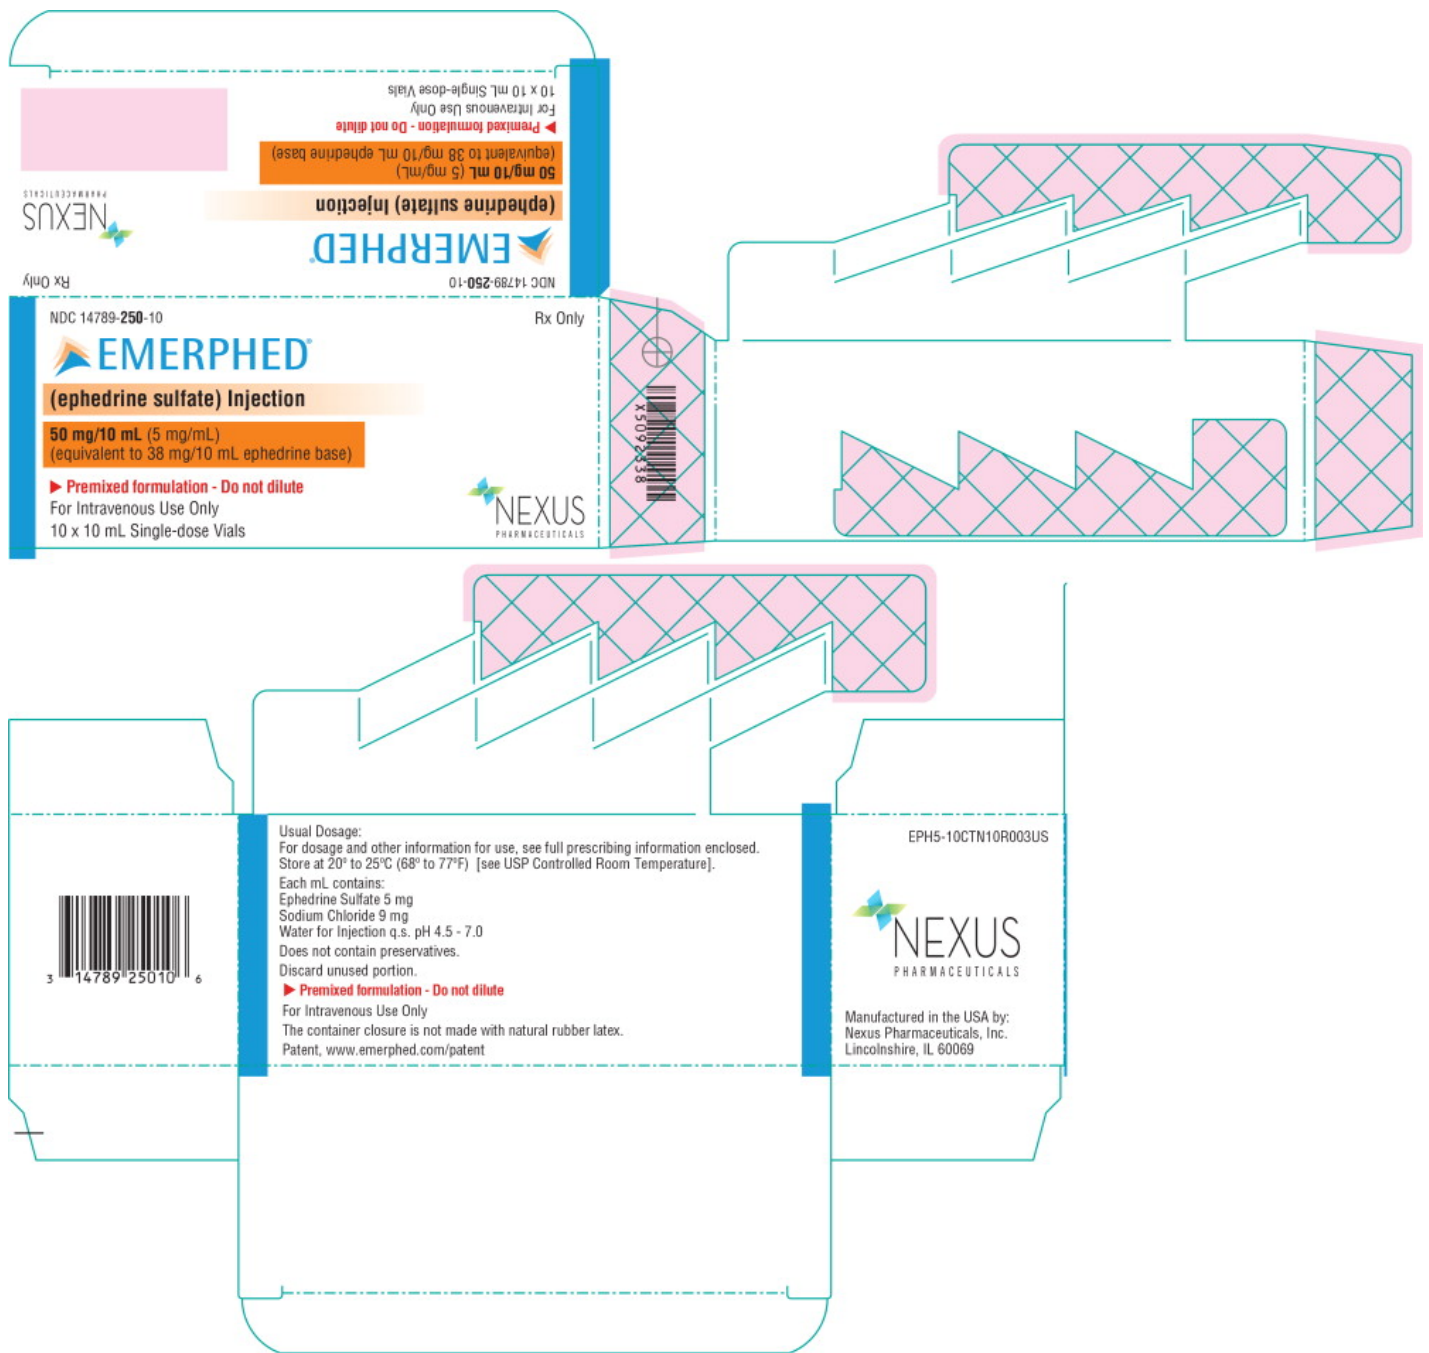 10 x 10 mL Single-dose Vials
For Intravenous Use Only
▶ Premixed formulation - Do not dilute
50 mg/10 mL (5 mg/mL)
(equivalent to 38 mg/10 mL ephedrine base)
(ephedrine sulfate) Injection
NEXUS
PHARMACEUTICALS
EMERPHED®
NDC 14789-250-10
Rx Only
NDC 14789-250-10
Rx Only
EMERPHED®
(ephedrine sulfate) Injection
50 mg/10 mL (5 mg/mL)
(equivalent to 38 mg/10 mL ephedrine base)
▶ Premixed formulation - Do not dilute
For Intravenous Use Only
10 x 10 mL Single-dose Vials
NEXUS
PHARMACEUTICALS
X5092338
3 14789 25010 6
Usual Dosage:
For dosage and other information for use, see full prescribing information enclosed.
Store at 20º to 25ºC (68º to 77ºF) [see USP Controlled Room Temperature].
Each mL contains:
Ephedrine Sulfate 5 mg
Sodium Chloride 9 mg
Water for Injection q.s. pH 4.5 - 7.0
Does not contain preservatives.
Discard unused portion.
▶ Premixed formulation - Do not dilute
For Intravenous Use Only
The container closure is not made with natural rubber latex.
Patent, www.emerphed.com/patent
EPH5-10CTN10R003US
NEXUS
PHARMACEUTICALS
Manufactured in the USA by:
Nexus Pharmaceuticals, Inc.
Lincolnshire, IL 60069